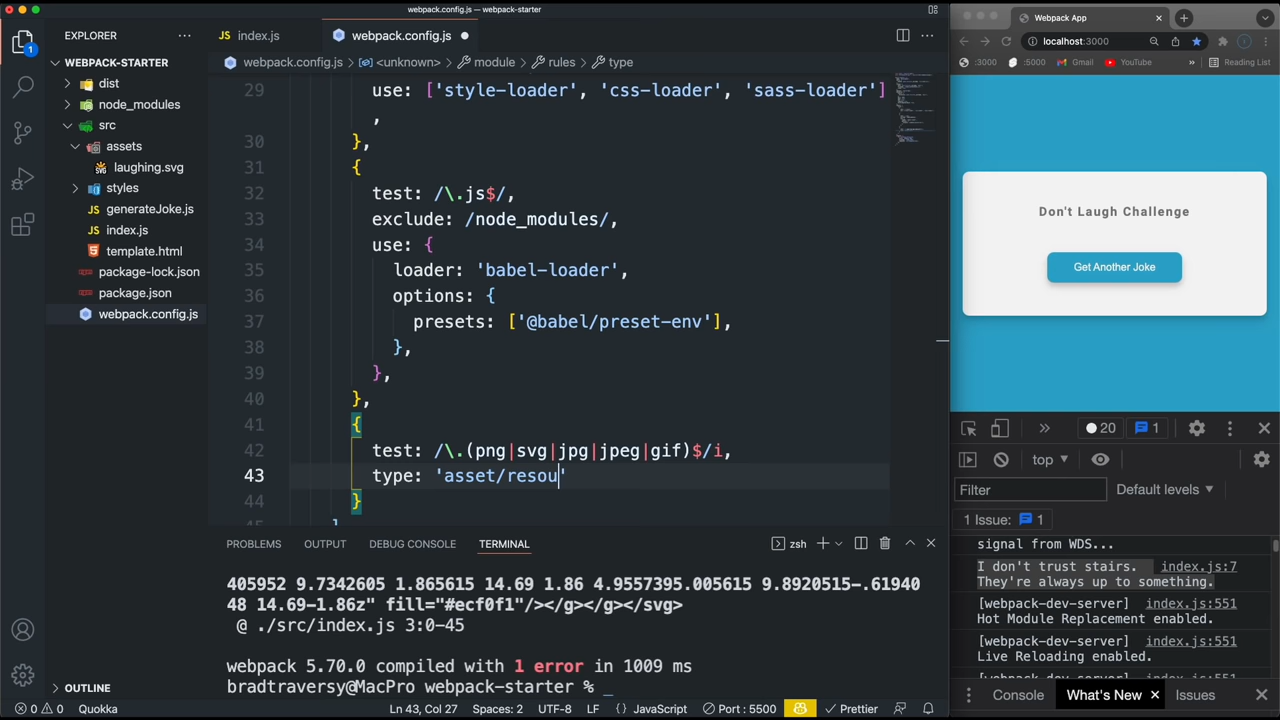 webpack.config.js — webpack-starter
EXPLORER
WEBPACK-STARTER
dist
node_modules
src
assets
laughing.svg
styles
generateJoke.js
index.js
template.html
package-lock.json
package.json
webpack.config.js
OUTLINE
1
index.js
webpack.config.js
webpack.config.js > <unknown> > module > rules > type
29 use: ['style-loader', 'css-loader', 'sass-loader']
,
30 },
31 {
32 test: /\.js$/,
33 exclude: /node_modules/,
34 use: {
35 loader: 'babel-loader',
36 options: {
37 presets: ['@babel/preset-env'],
38 },
39 },
40 },
41 {
42 test: /\.(png|svg|jpg|jpeg|gif)$/i,
43 type: 'asset/resou'
44 }
45 ]
PROBLEMS OUTPUT DEBUG CONSOLE TERMINAL
zsh
405952 9.7342605 1.865615 14.69 1.86 4.9557395.005615 9.8920515-.61940
48 14.69-1.86z" fill="#ecf0f1"/></g></g></svg>
@ ./src/index.js 3:0-45
webpack 5.70.0 compiled with 1 error in 1009 ms
bradtraversy@MacPro webpack-starter %
0 0 Quokka Ln 43, Col 27 Spaces: 2 UTF-8 LF {} JavaScript Port : 5500 Prettier
Webpack App
localhost:3000
:3000 :5000 Gmail YouTube » Reading List
Don't Laugh Challenge
Get Another Joke
» 20 1
top
Filter Default levels
1 Issue: 1
signal from WDS...
I don't trust stairs. index.js:7
They're always up to something.
[webpack-dev-server] index.js:551
Hot Module Replacement enabled.
[webpack-dev-server] index.js:551
Live Reloading enabled.
Console What's New Issues